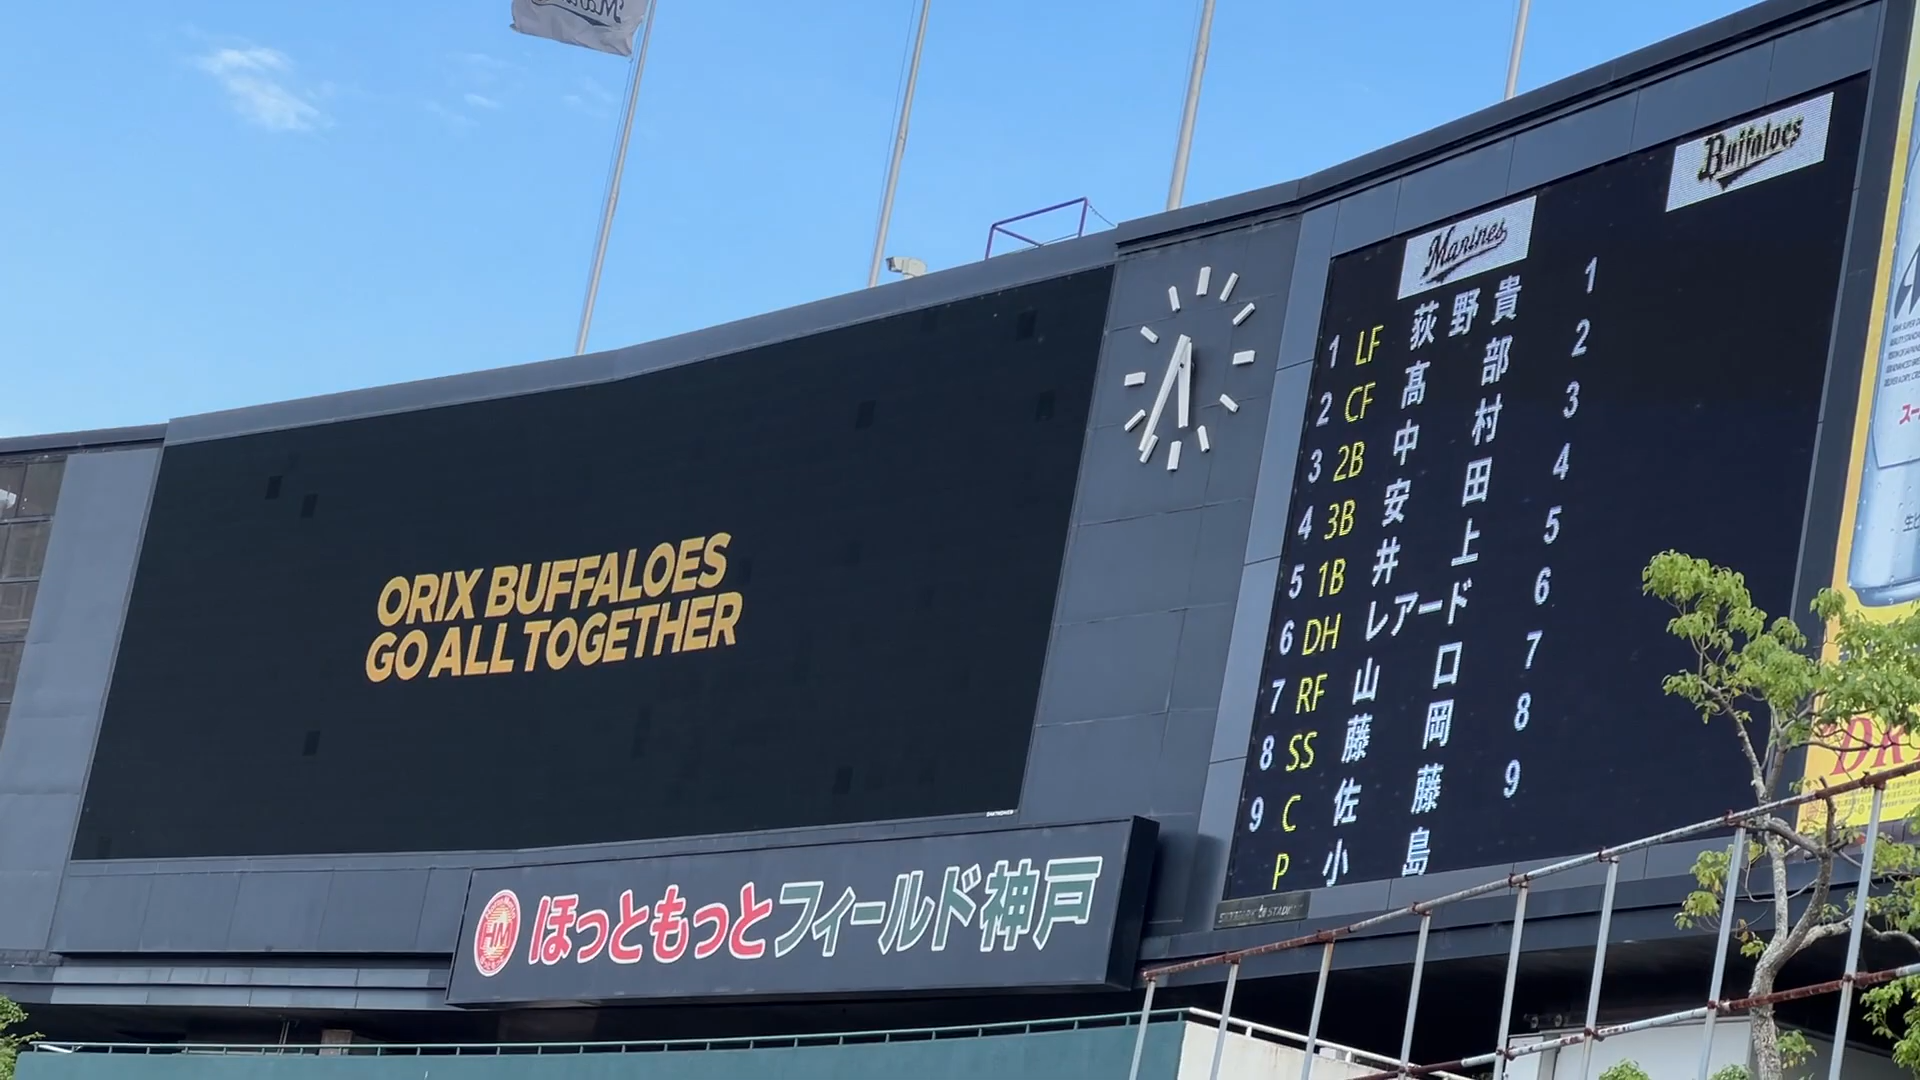 Marines
Buffaloes
1 LF 荻野貴 1
2 CF 髙部 2
3 2B 中村 3
4 3B 安田 4
5 1B 井上 5
6 DH レアード 6
7 RF 山口 7
8 SS 藤岡 8
9 C 佐藤 9
P 小島
ORIX BUFFALOES
GO ALL TOGETHER
HM
ほっともっとフィールド神戸